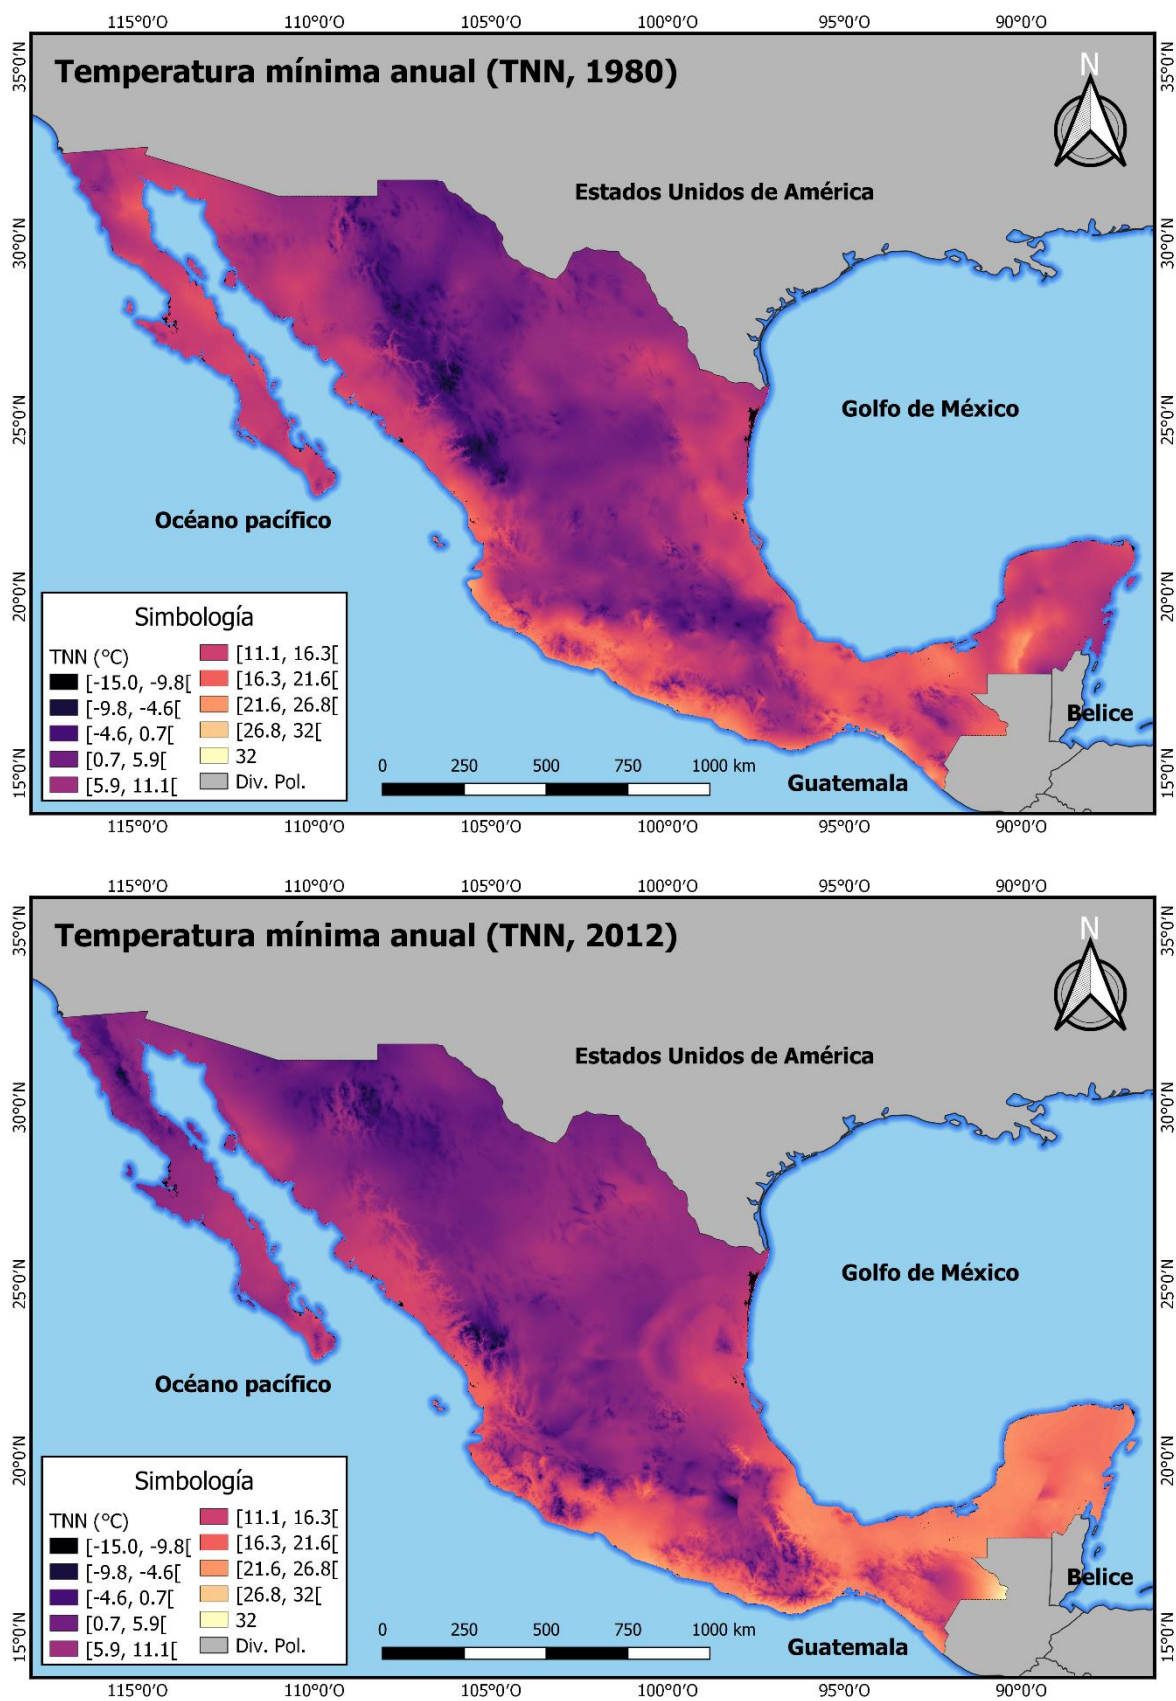 115°0′O 110°0′O 105°0′O 100°0′O 95°0′O 90°0′O
35°0′N 35°0′N
Temperatura mínima anual (TNN, 1980)
N
Estados Unidos de América
30°0′N 30°0′N
Golfo de México
25°0′N 25°0′N
Océano pacífico
20°0′N 20°0′N
Simbología
TNN (°C)
[-15.0, -9.8[
[-9.8, -4.6[
[-4.6, 0.7[
[0.7, 5.9[
[5.9, 11.1[
[11.1, 16.3[
[16.3, 21.6[
[21.6, 26.8[
[26.8, 32[
32
Div. Pol.
Belice
0 250 500 750 1000 km
Guatemala
15°0′N 15°0′N
115°0′O 110°0′O 105°0′O 100°0′O 95°0′O 90°0′O
115°0′O 110°0′O 105°0′O 100°0′O 95°0′O 90°0′O
35°0′N 35°0′N
Temperatura mínima anual (TNN, 2012)
N
Estados Unidos de América
30°0′N 30°0′N
Golfo de México
25°0′N 25°0′N
Océano pacífico
20°0′N 20°0′N
Simbología
TNN (°C)
[-15.0, -9.8[
[-9.8, -4.6[
[-4.6, 0.7[
[0.7, 5.9[
[5.9, 11.1[
[11.1, 16.3[
[16.3, 21.6[
[21.6, 26.8[
[26.8, 32[
32
Div. Pol.
Belice
0 250 500 750 1000 km
Guatemala
15°0′N 15°0′N
115°0′O 110°0′O 105°0′O 100°0′O 95°0′O 90°0′O